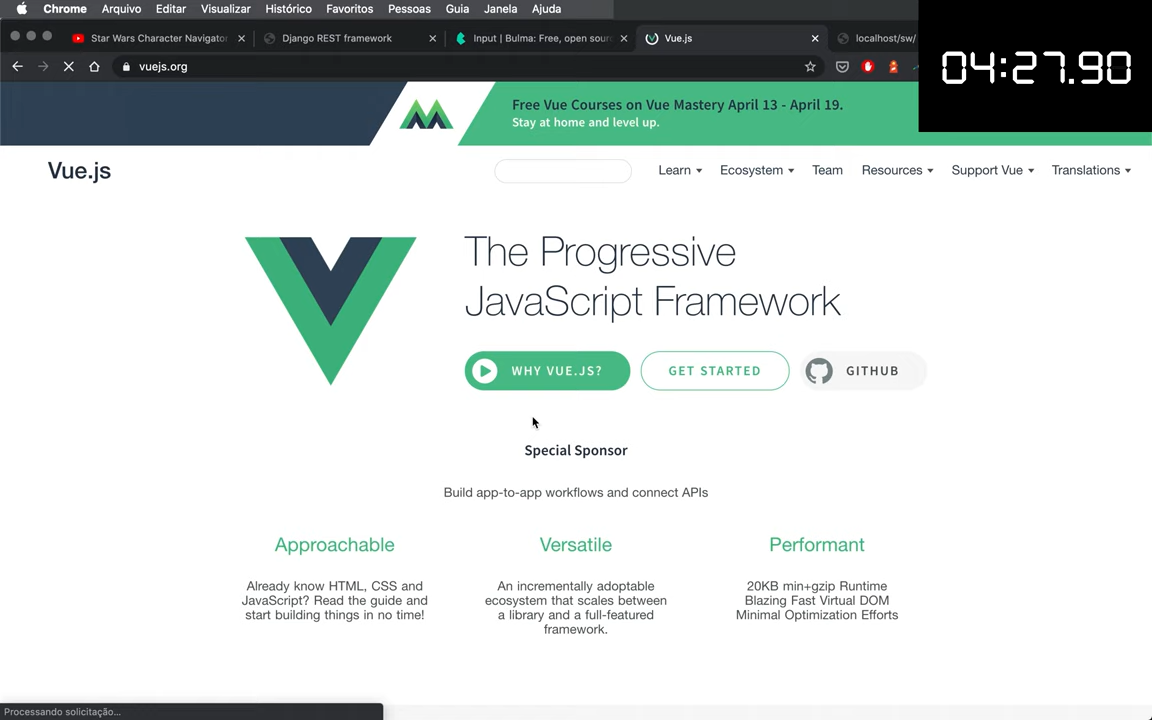 Chrome Arquivo Editar Visualizar Histórico Favoritos Pessoas Guia Janela Ajuda
Star Wars Character Navigator
Django REST framework
Input | Bulma: Free, open sour
Vue.js
localhost/sw/
04:27.90
vuejs.org
Free Vue Courses on Vue Mastery April 13 - April 19.
Stay at home and level up.
Vue.js
Learn Ecosystem Team Resources Support Vue Translations
The Progressive
JavaScript Framework
WHY VUE.JS? GET STARTED GITHUB
Special Sponsor
Build app-to-app workflows and connect APIs
Approachable
Already know HTML, CSS and
JavaScript? Read the guide and
start building things in no time!
Versatile
An incrementally adoptable
ecosystem that scales between
a library and a full-featured
framework.
Performant
20KB min+gzip Runtime
Blazing Fast Virtual DOM
Minimal Optimization Efforts
Processando solicitação...